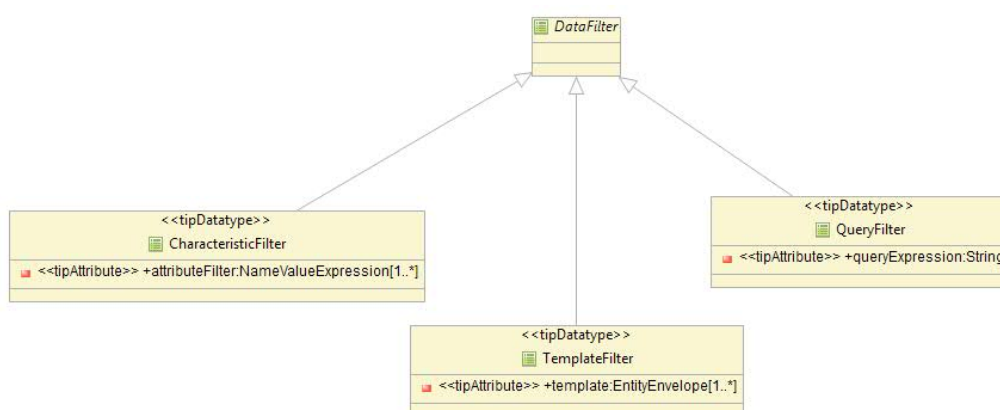 DataFilter
<<tipDatatype>>
CharacteristicFilter
<<tipAttribute>> +attributeFilter:NameValueExpression[1..*]
<<tipDatatype>>
QueryFilter
<<tipAttribute>> +queryExpression:String
<<tipDatatype>>
TemplateFilter
<<tipAttribute>> +template:EntityEnvelope[1..*]